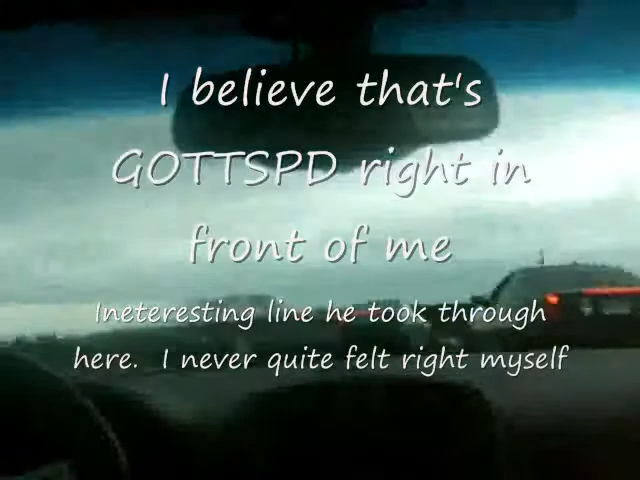 I believe that's
GOTTSPD right in
front of me
Ineteresting line he took through
here. I never quite felt right myself